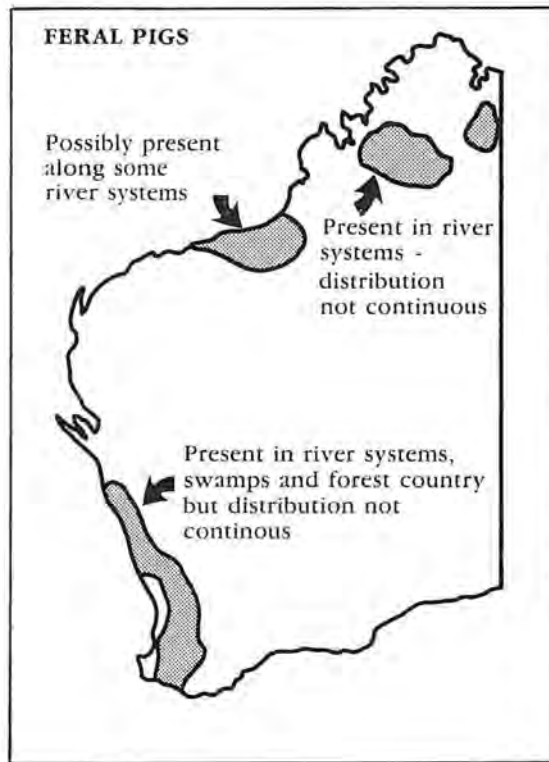 FERAL PIGS
Possibly present
along some
river systems
Present in river
systems -
distribution
not continuous
Present in river systems,
swamps and forest country
but distribution not
continous